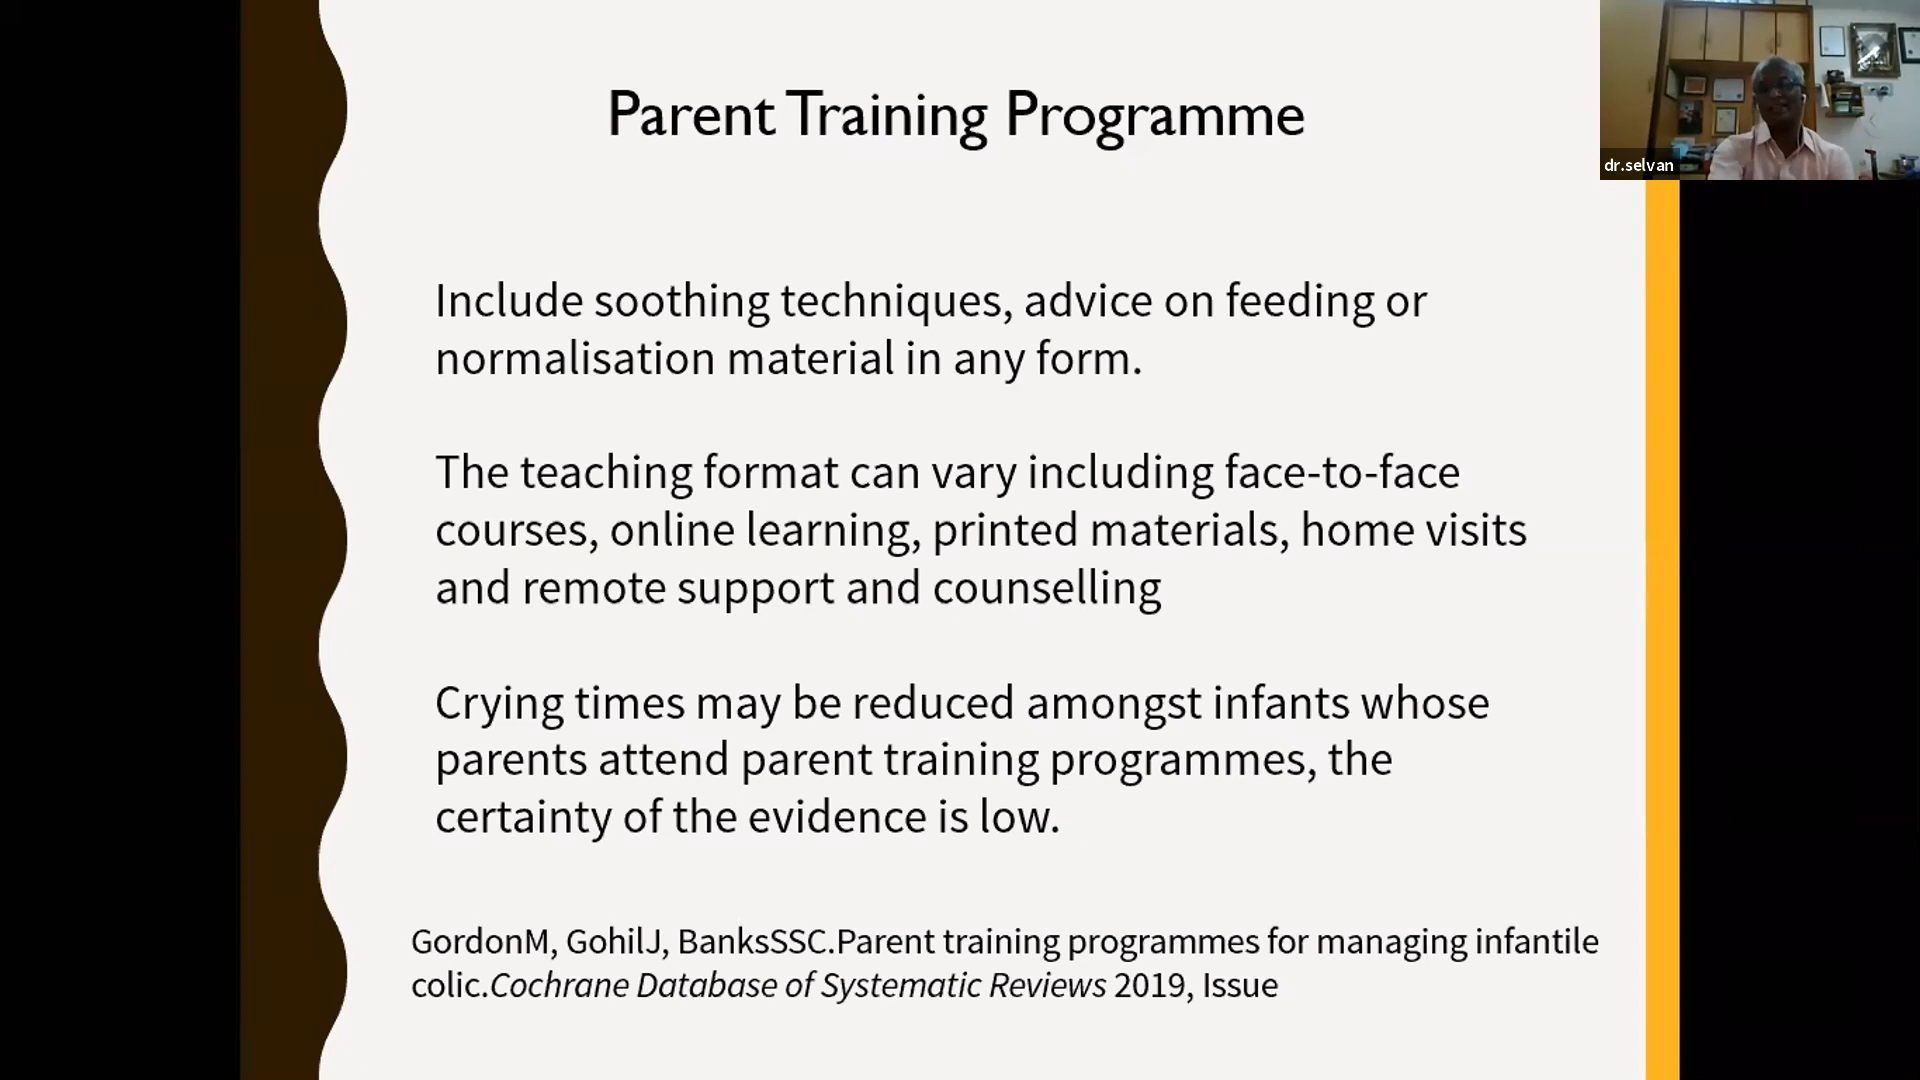 Parent Training Programme
dr.selvan
Include soothing techniques, advice on feeding or
normalisation material in any form.
The teaching format can vary including face-to-face
courses, online learning, printed materials, home visits
and remote support and counselling
Crying times may be reduced amongst infants whose
parents attend parent training programmes, the
certainty of the evidence is low.
GordonM, GohilJ, BanksSSC.Parent training programmes for managing infantile
colic.Cochrane Database of Systematic Reviews 2019, Issue